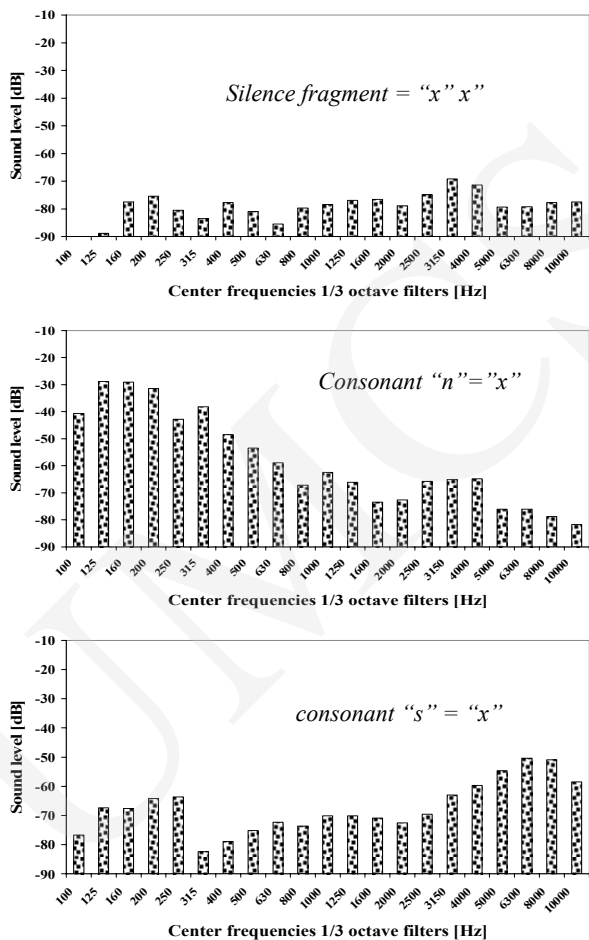 -10
-20
-30
-40
-50
-60
-70
-80
-90
Sound level [dB]
Silence fragment = “x” x”
100 125 160 200 250 315 400 500 630 800 1000 1250 1600 2000 2500 3150 4000 5000 6300 8000 10000
Center frequencies 1/3 octave filters [Hz]
-10
-20
-30
-40
-50
-60
-70
-80
-90
Sound level [dB]
Consonant “n”=”x”
100 125 160 200 250 315 400 500 630 800 1000 1250 1600 2000 2500 3150 4000 5000 6300 8000 10000
Center frequencies 1/3 octave filters [Hz]
-10
-20
-30
-40
-50
-60
-70
-80
-90
Sound level [dB]
consonant “s” = “x”
100 125 160 200 250 315 400 500 630 800 1000 1250 1600 2000 2500 3150 4000 5000 6300 8000 10000
Center frequencies 1/3 octave filters [Hz]
UMCS